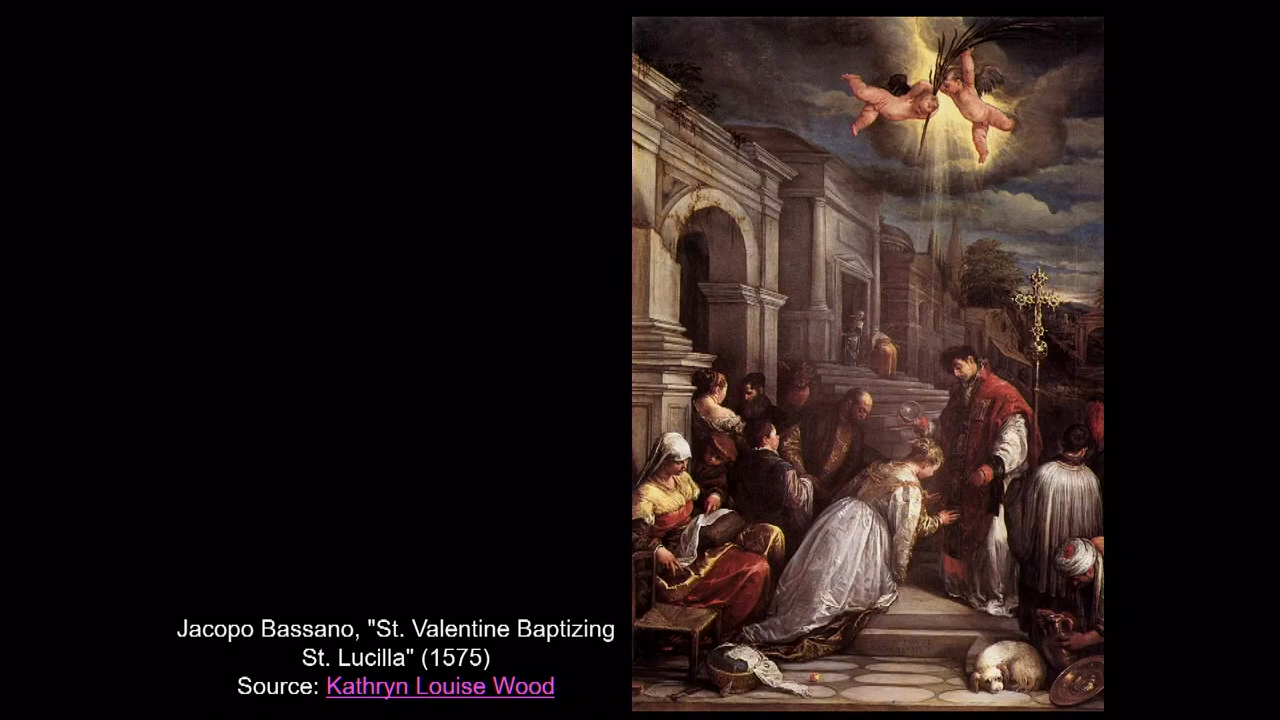 Jacopo Bassano, "St. Valentine Baptizing
St. Lucilla" (1575)
Source: Kathryn Louise Wood